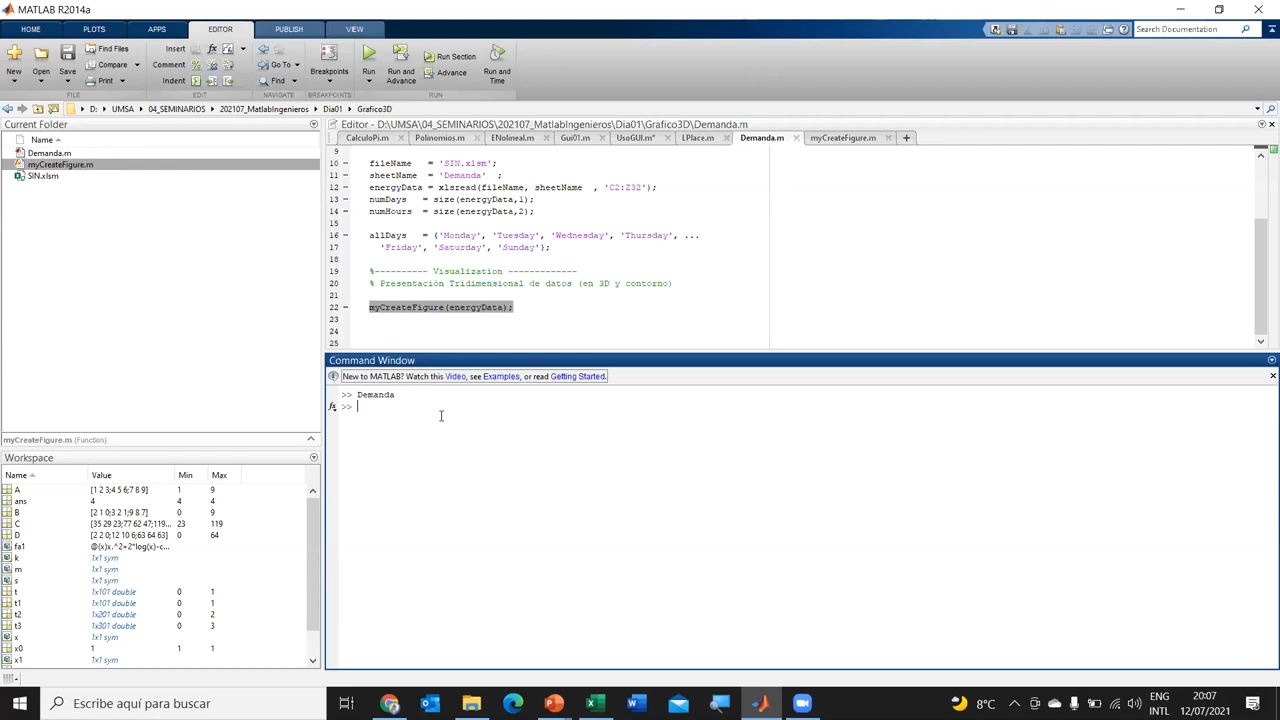 MATLAB R2014a
HOME PLOTS APPS EDITOR PUBLISH VIEW
Search Documentation
New Open Save Find Files Compare Print
Insert Comment Indent
Go To Find
Breakpoints
Run Run and Advance Run Section Advance Run and Time
FILE EDIT NAVIGATE BREAKPOINTS RUN
D: UMSA 04_SEMINARIOS 202107_MatlabIngenieros Dia01 Grafico3D
Current Folder
Name
Demanda.m
myCreateFigure.m
SIN.xlsm
myCreateFigure.m (Function)
Workspace
Name Value Min Max
A [1 2 3;4 5 6;7 8 9] 1 9
ans 4 4 4
B [2 1 0;3 2 1;9 8 7] 0 9
C [35 29 23;77 62 47;119... 23 119
D [2 2 0;12 10 6;63 64 63] 0 64
fa1 @(x)x.^2+2*log(x)-c...
k 1x1 sym
m 1x1 sym
s 1x1 sym
t 1x101 double 0 1
t1 1x101 double 0 1
t2 1x201 double 0 2
t3 1x301 double 0 3
x 1x1 sym
x0 1 1 1
x1 1x1 sym
Editor - D:\UMSA\04_SEMINARIOS\202107_MatlabIngenieros\Dia01\Grafico3D\Demanda.m
CalculoPi.m Polinomios.m ENolineal.m Gui01.m UsoGUI.m* LPlace.m Demanda.m myCreateFigure.m
9
10 fileName = 'SIN.xlsm';
11 sheetName = 'Demanda' ;
12 energyData = xlsread(fileName, sheetName , 'C2:Z32');
13 numDays = size(energyData,1);
14 numHours = size(energyData,2);
15
16 allDays = {'Monday', 'Tuesday', 'Wednesday', 'Thursday', ...
17 'Friday', 'Saturday', 'Sunday'};
18
19 %---------- Visualization -------------
20 % Presentación Tridimensional de datos (en 3D y contorno)
21
22 myCreateFigure(energyData);
23
24
25
Command Window
New to MATLAB? Watch this Video, see Examples, or read Getting Started.
>> Demanda
fx >>
Escribe aquí para buscar
8°C
ENG
INTL
20:07
12/07/2021